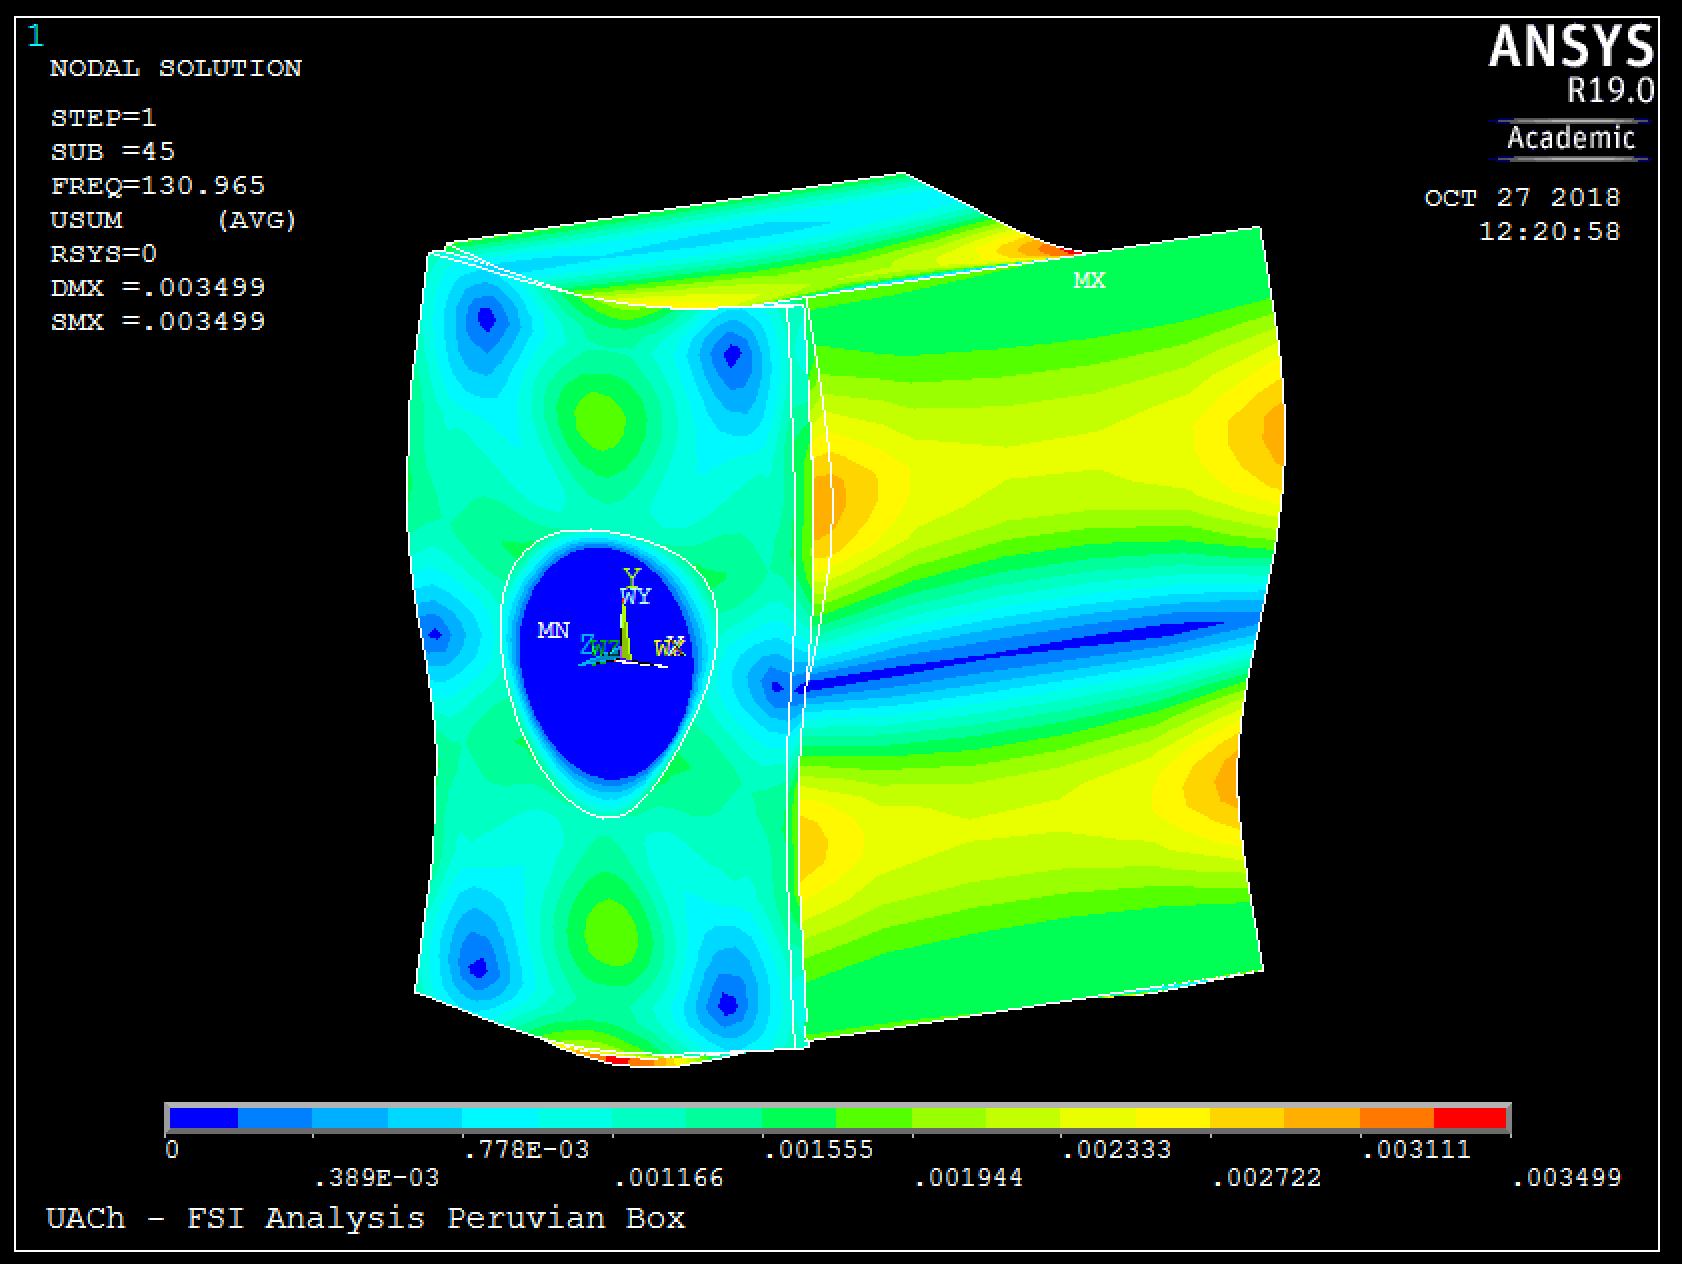 1
NODAL SOLUTION
STEP=1
SUB =45
FREQ=130.965
USUM (AVG)
RSYS=0
DMX =.003499
SMX =.003499
ANSYS
R19.0
Academic
OCT 27 2018
12:20:58
MX
Y
WY
MN
Z WZ
WX
0 .778E-03 .001555 .002333 .003111
.389E-03 .001166 .001944 .002722 .003499
UACh - FSI Analysis Peruvian Box